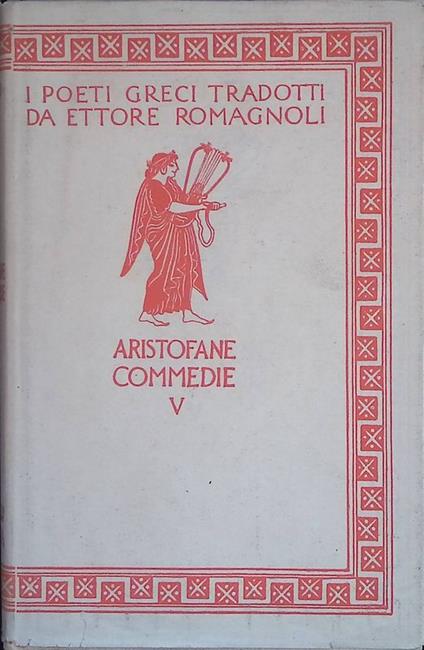 I POETI GRECI TRADOTTI
DA ETTORE ROMAGNOLI
ARISTOFANE
COMMEDIE
V